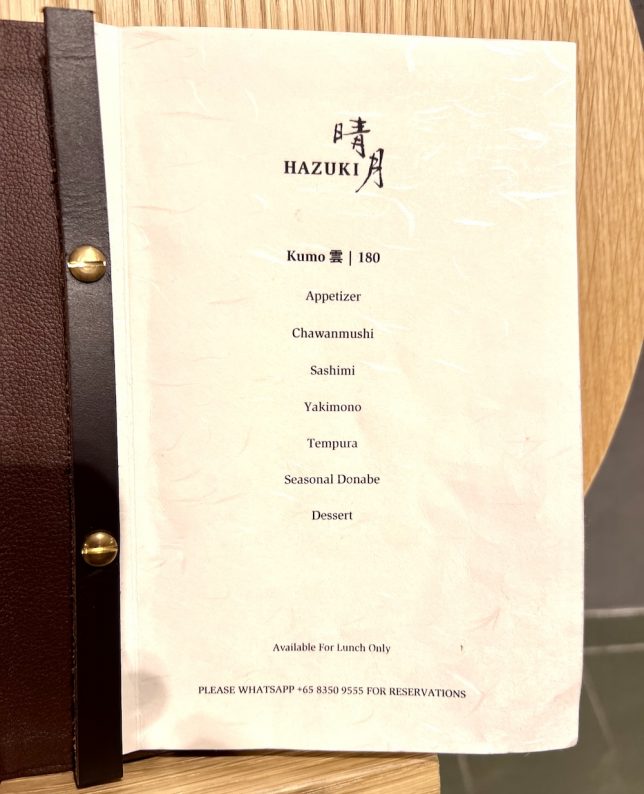 晴月
HAZUKI
Kumo 雲 | 180
Appetizer
Chawanmushi
Sashimi
Yakimono
Tempura
Seasonal Donabe
Dessert
Available For Lunch Only
PLEASE WHATSAPP +65 8350 9555 FOR RESERVATIONS